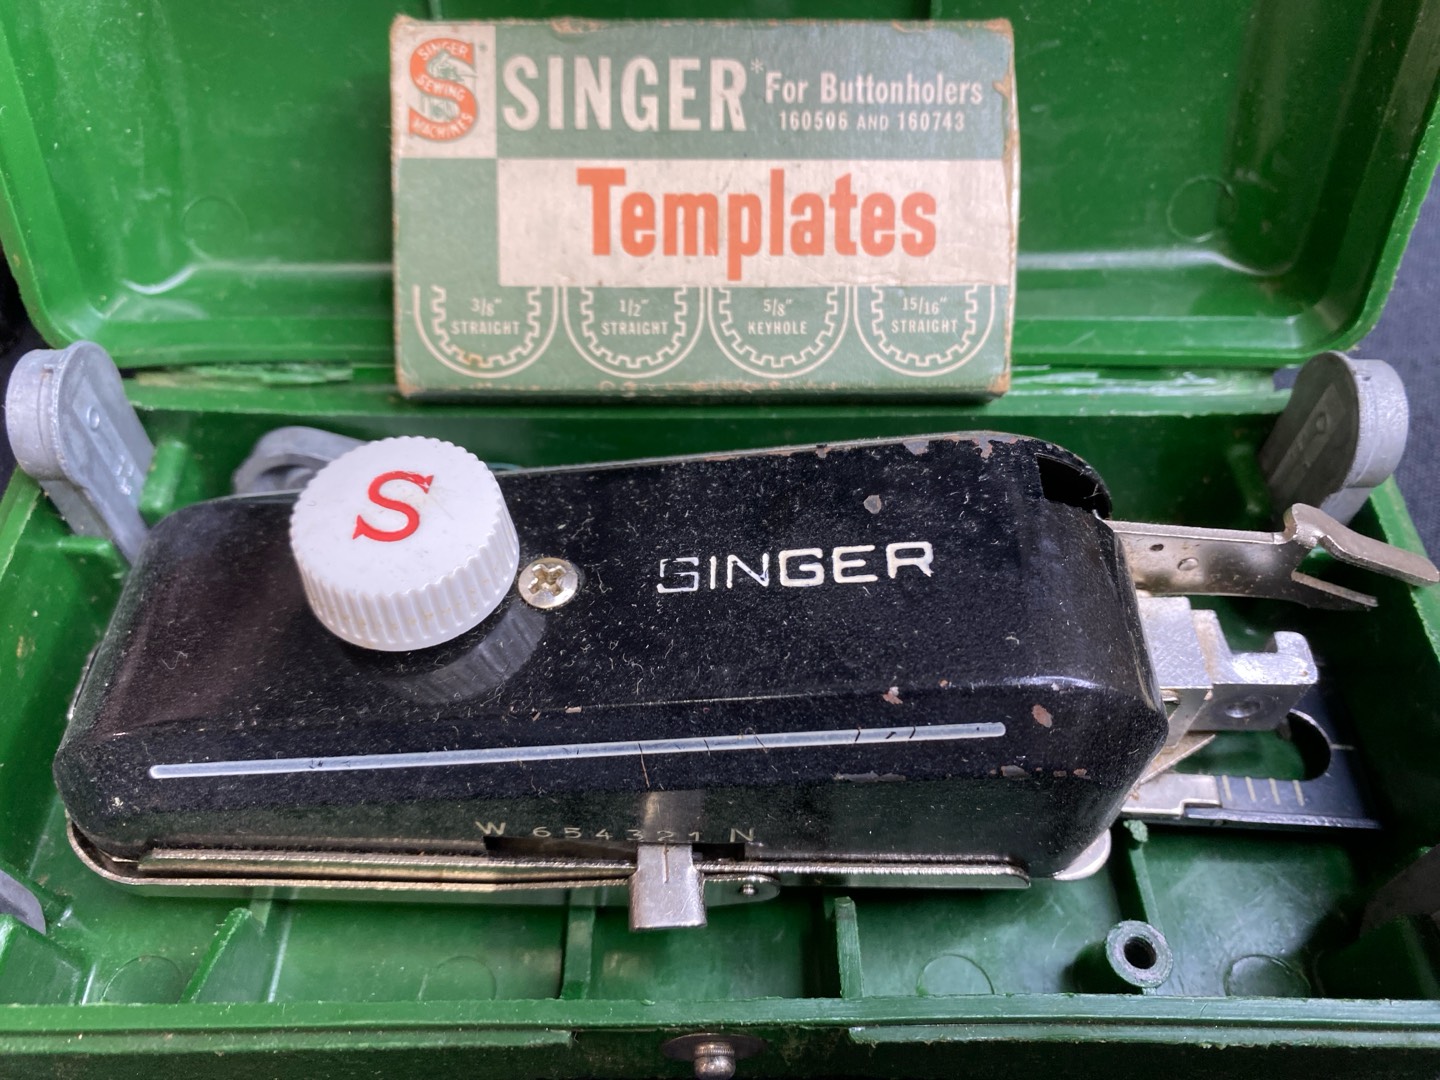 SINGER
SEWING
MACHINES
SINGER* For Buttonholers
160506 AND 160743
Templates
3/8" STRAIGHT
1/2" STRAIGHT
5/8" KEYHOLE
15/16" STRAIGHT
S
SINGER
W 654321 N